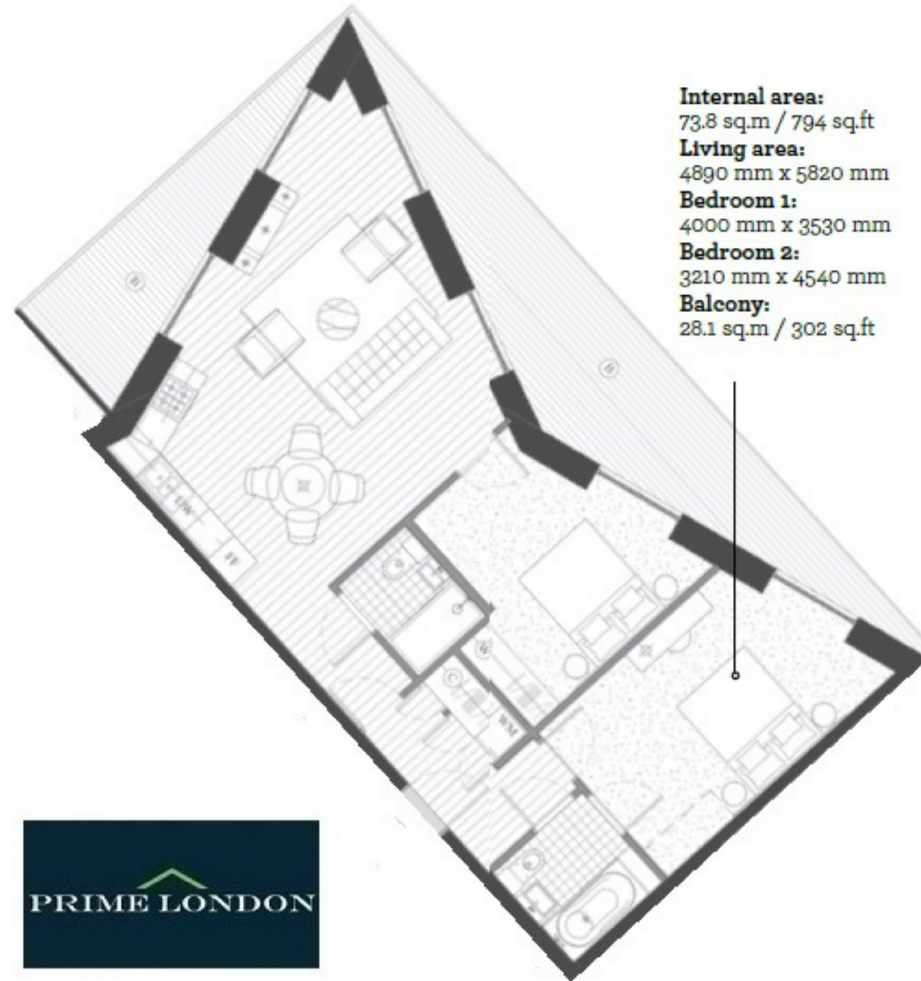 Internal area:
73.8 sq.m / 794 sq.ft
Living area:
4890 mm x 5820 mm
Bedroom 1:
4000 mm x 3530 mm
Bedroom 2:
3210 mm x 4540 mm
Balcony:
28.1 sq.m / 302 sq.ft
B
B
W
C
WM
PRIME LONDON